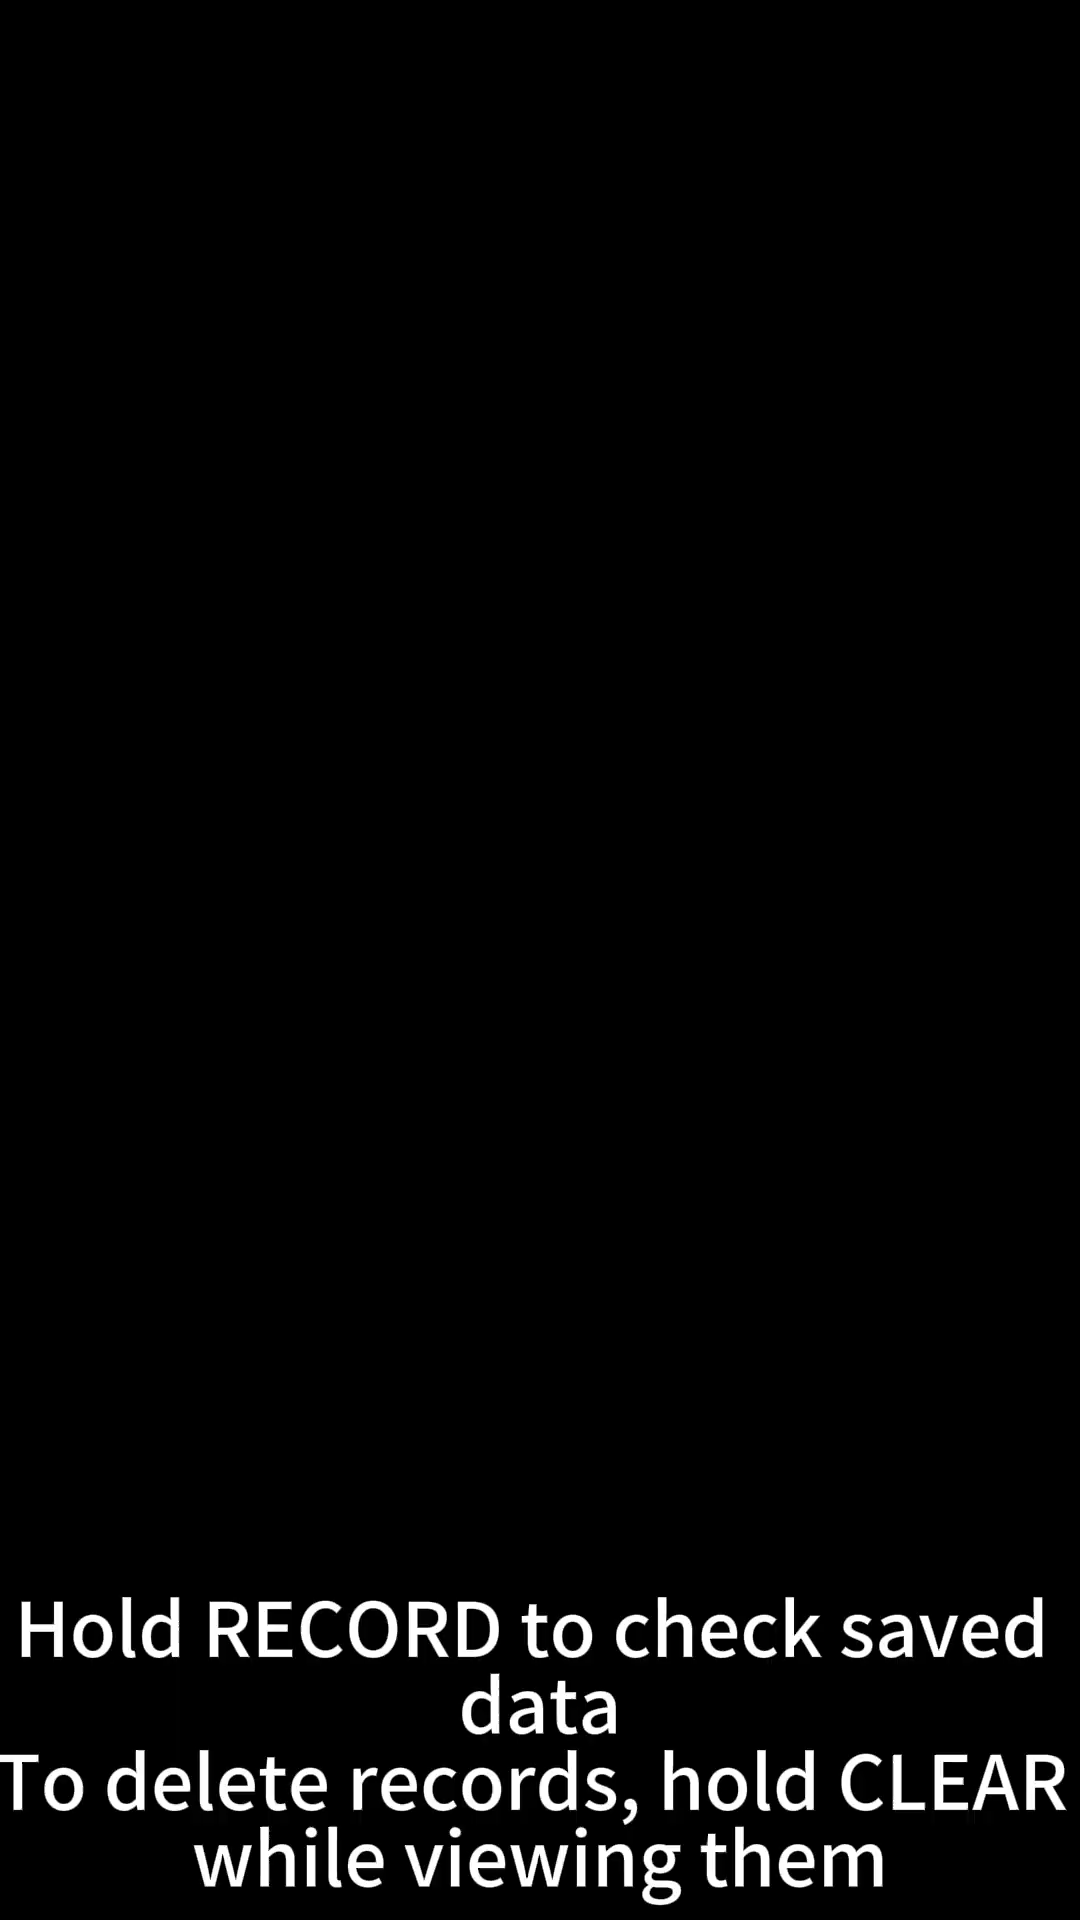 Hold RECORD to check saved
data
To delete records, hold CLEAR
while viewing them